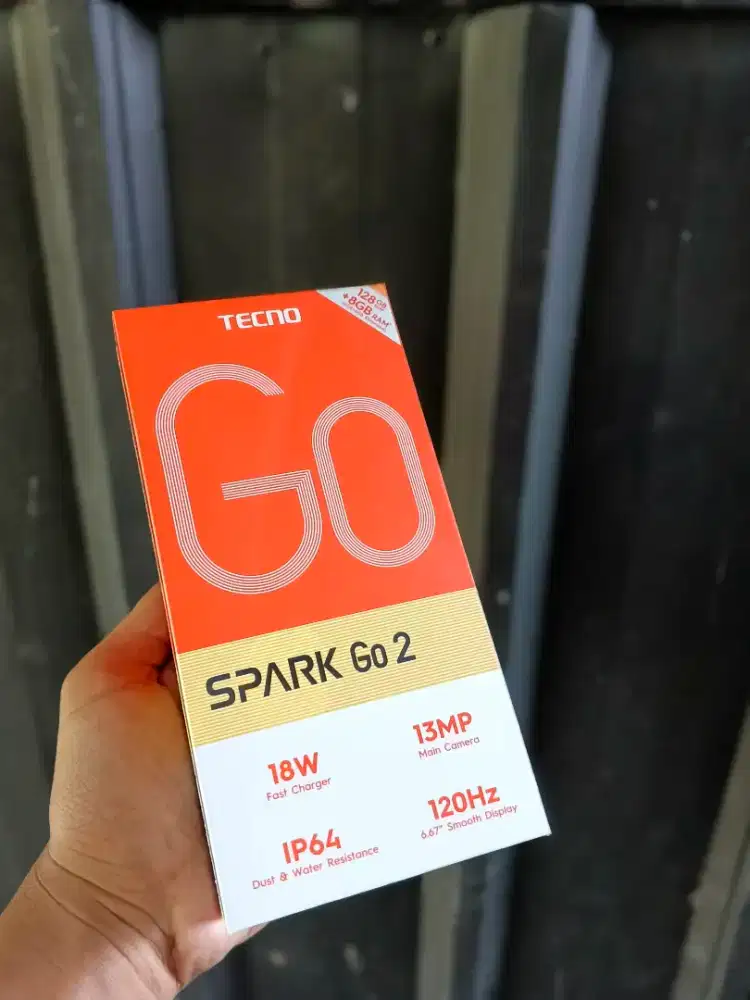 TECNO
128GB
+8GB RAM*
Go
SPARK Go 2
18W
Fast Charger
13MP
Main Camera
IP64
Dust & Water Resistance
120Hz
6.67" Smooth Display